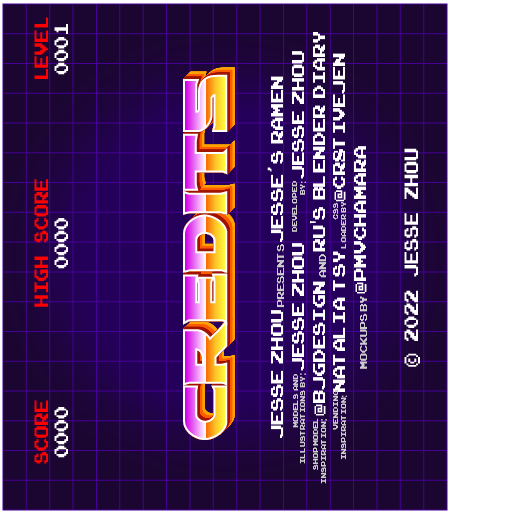 SCORE HIGH SCORE LEVEL
0000 0000 0001
CREDITS
JESSE ZHOU PRESENTS JESSE'S RAMEN
MODELS AND ILLUSTRATIONS BY: JESSE ZHOU DEVELOPED BY: JESSE ZHOU
SHOP MODEL INSPIRATION: @BJGDESIGN AND RU'S BLENDER DIARY
VENDING INSPIRATION: NATALIA TSY CSS LOADER BY @CR8TIVEJEN
MOCKUPS BY @PMVCHAMARA
© 2022 JESSE ZHOU